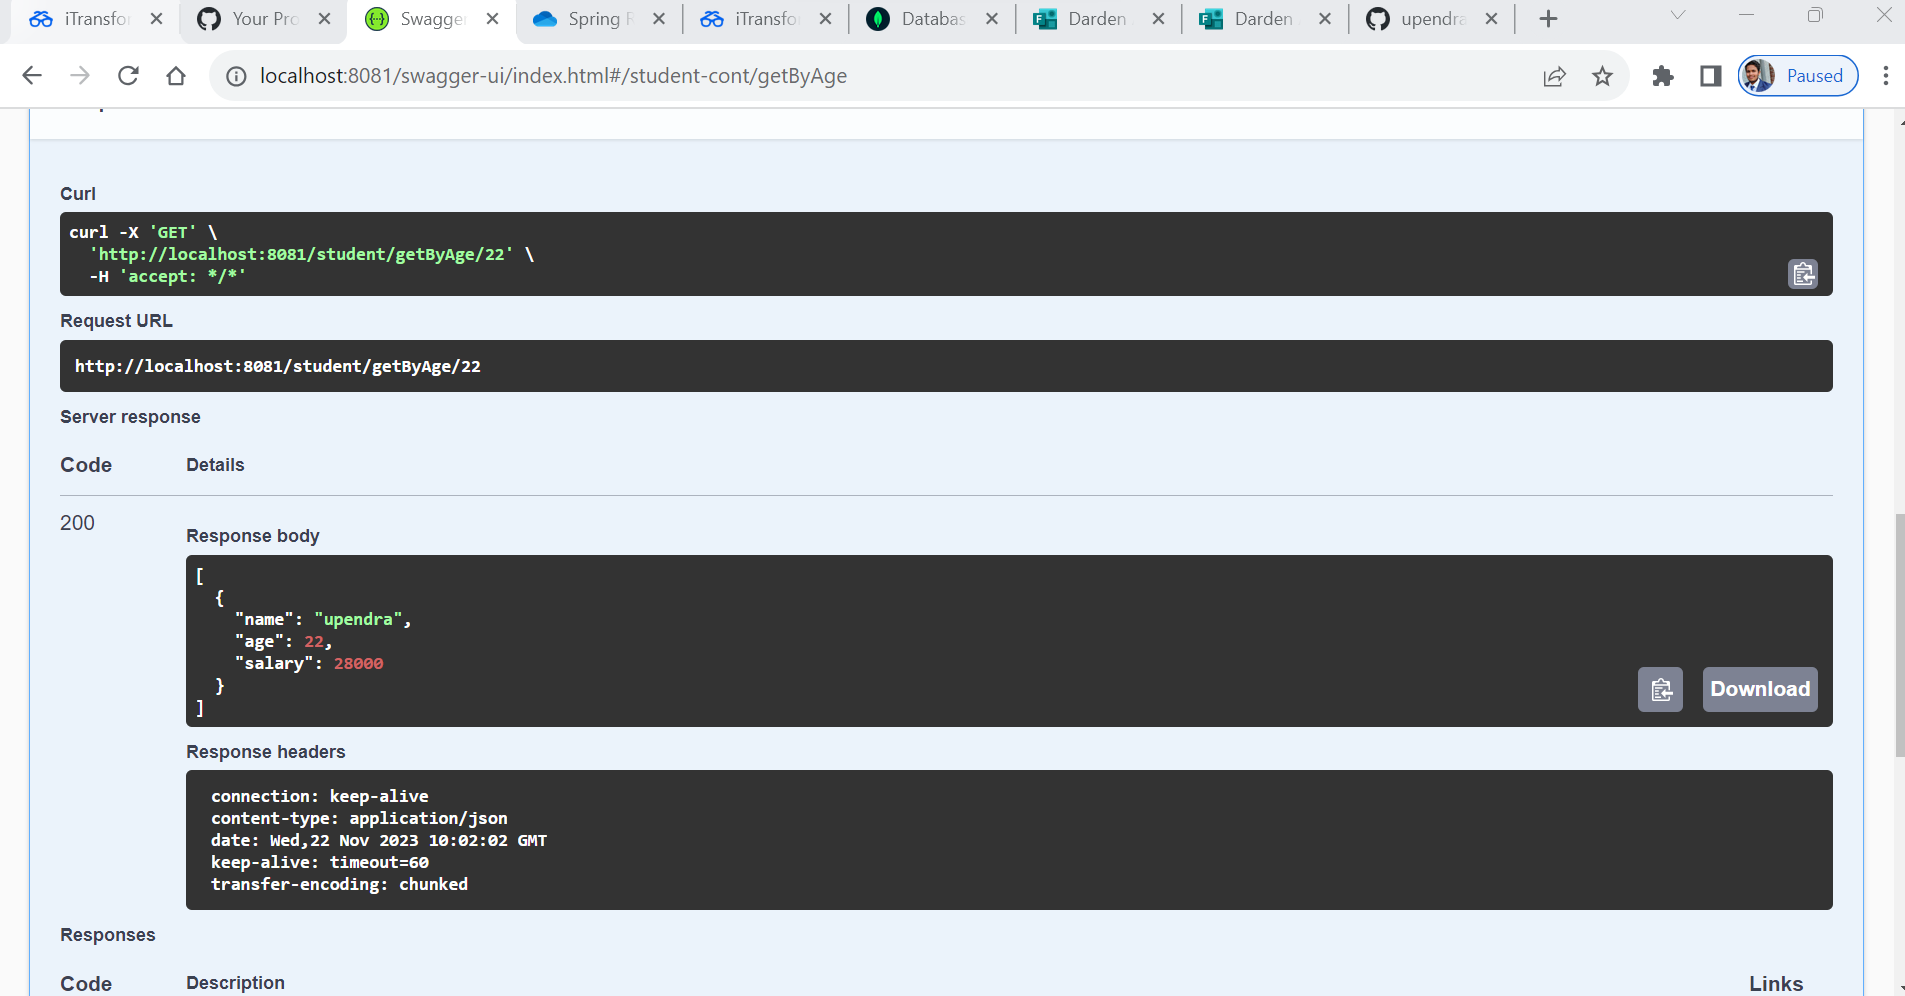 iTransfo
Your Pro
Swagge
Spring
iTransfo
Databas
Darden
Darden
upendra
localhost:8081/swagger-ui/index.html#/student-cont/getByAge
Paused
Curl
curl -X 'GET' \
'http://localhost:8081/student/getByAge/22' \
-H 'accept: */*'
Request URL
http://localhost:8081/student/getByAge/22
Server response
Code Details
200
Response body
[
{
"name": "upendra",
"age": 22,
"salary": 28000
}
]
Download
Response headers
connection: keep-alive
content-type: application/json
date: Wed,22 Nov 2023 10:02:02 GMT
keep-alive: timeout=60
transfer-encoding: chunked
Responses
Code Description Links